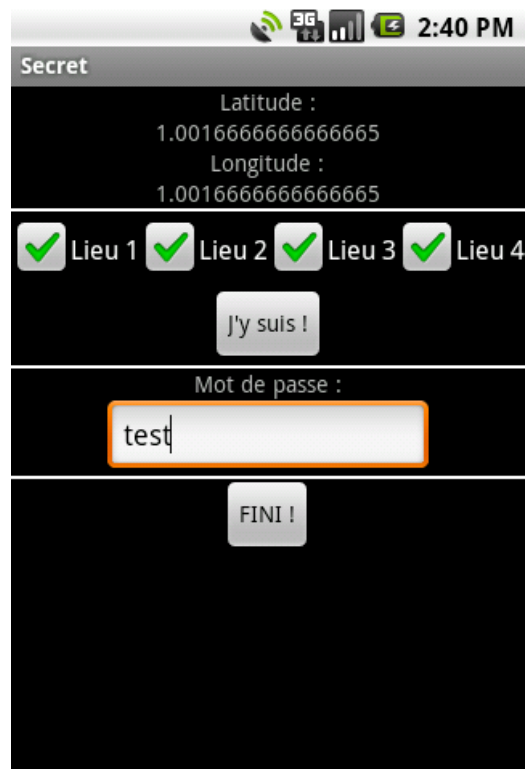 3G 2:40 PM
Secret
Latitude :
1.0016666666666665
Longitude :
1.0016666666666665
Lieu 1 Lieu 2 Lieu 3 Lieu 4
J'y suis !
Mot de passe :
test
FINI !